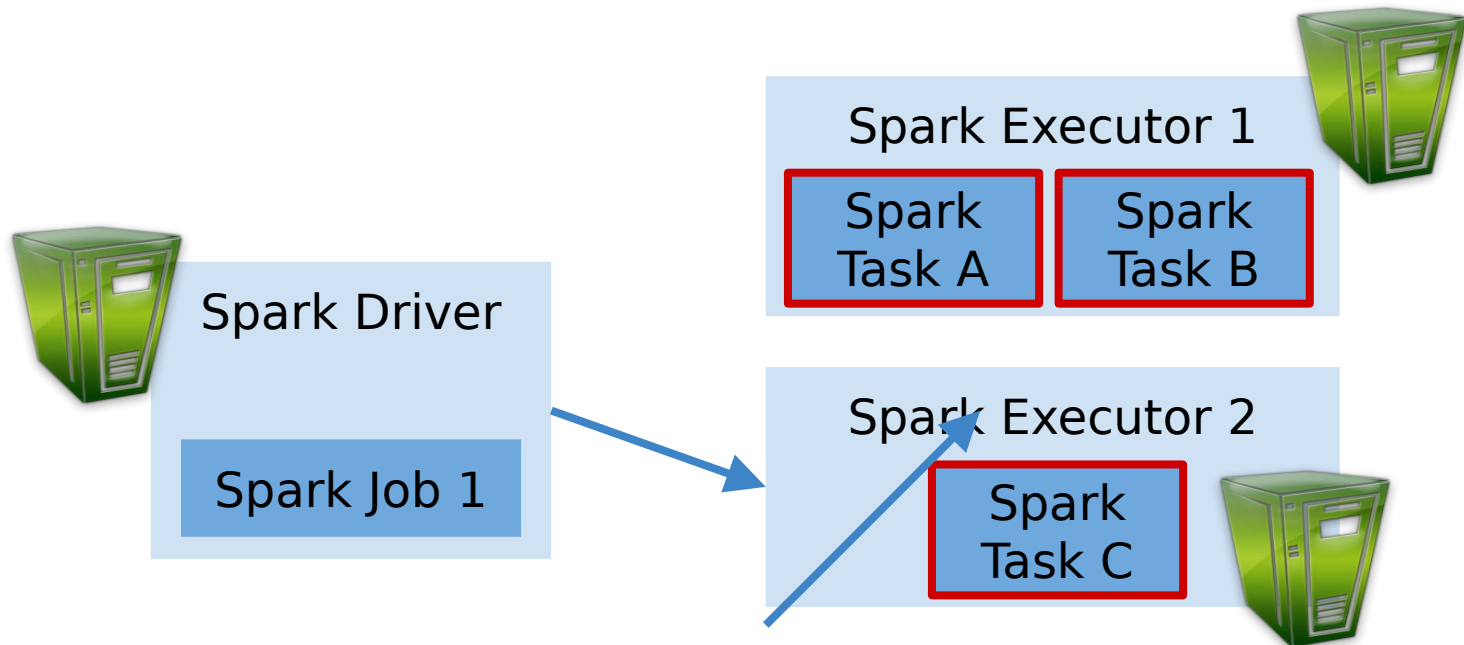 Spark Executor 1
Spark
Task A
Spark
Task B
Spark Driver
Spark Job 1
Spark Executor 2
Spark
Task C